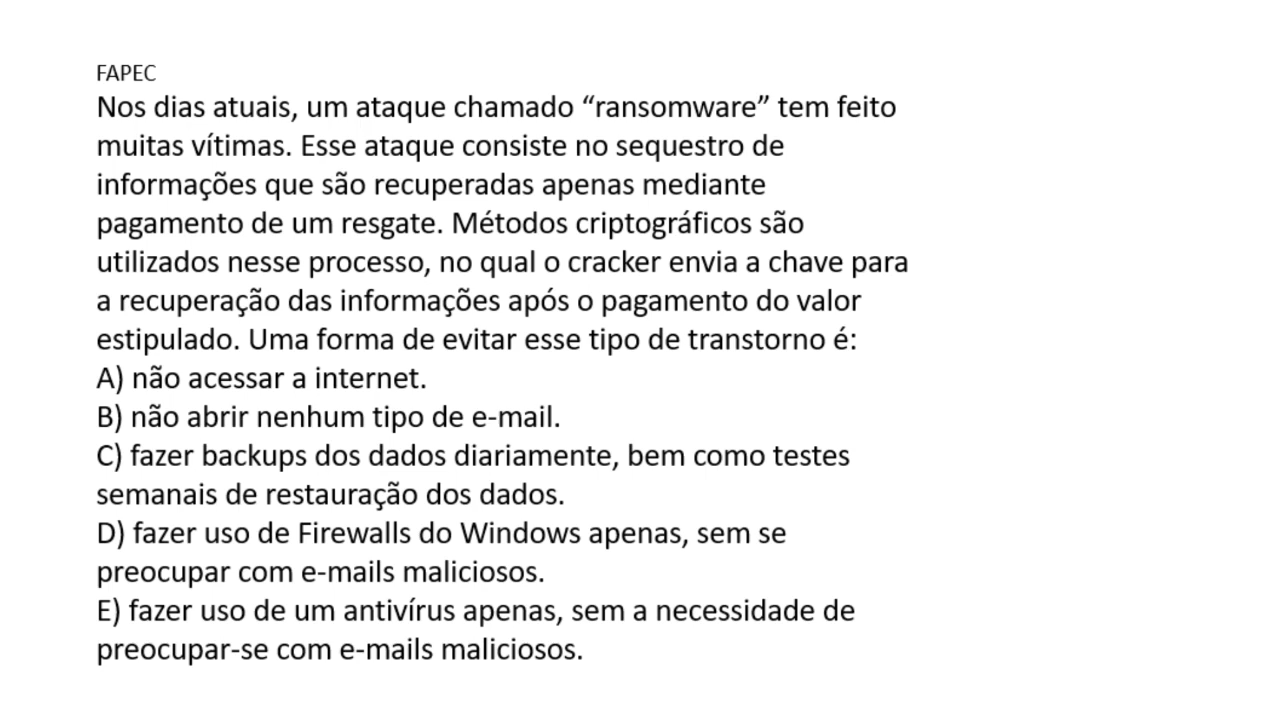 FAPEC
Nos dias atuais, um ataque chamado “ransomware” tem feito
muitas vítimas. Esse ataque consiste no sequestro de
informações que são recuperadas apenas mediante
pagamento de um resgate. Métodos criptográficos são
utilizados nesse processo, no qual o cracker envia a chave para
a recuperação das informações após o pagamento do valor
estipulado. Uma forma de evitar esse tipo de transtorno é:
A) não acessar a internet.
B) não abrir nenhum tipo de e-mail.
C) fazer backups dos dados diariamente, bem como testes
semanais de restauração dos dados.
D) fazer uso de Firewalls do Windows apenas, sem se
preocupar com e-mails maliciosos.
E) fazer uso de um antivírus apenas, sem a necessidade de
preocupar-se com e-mails maliciosos.